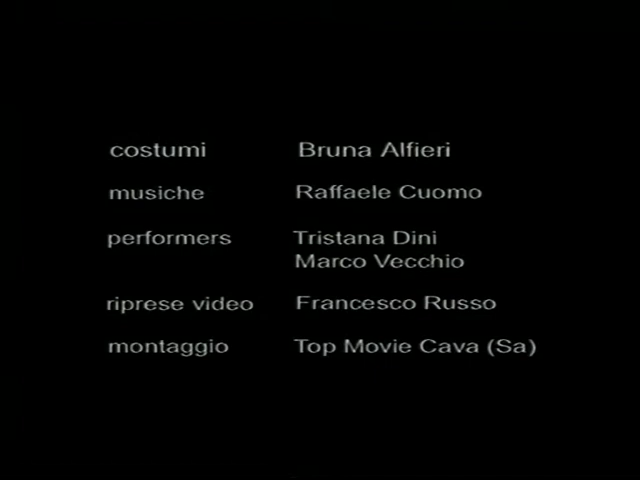 costumi Bruna Alfieri
musiche Raffaele Cuomo
performers Tristana Dini
Marco Vecchio
riprese video Francesco Russo
montaggio Top Movie Cava (Sa)